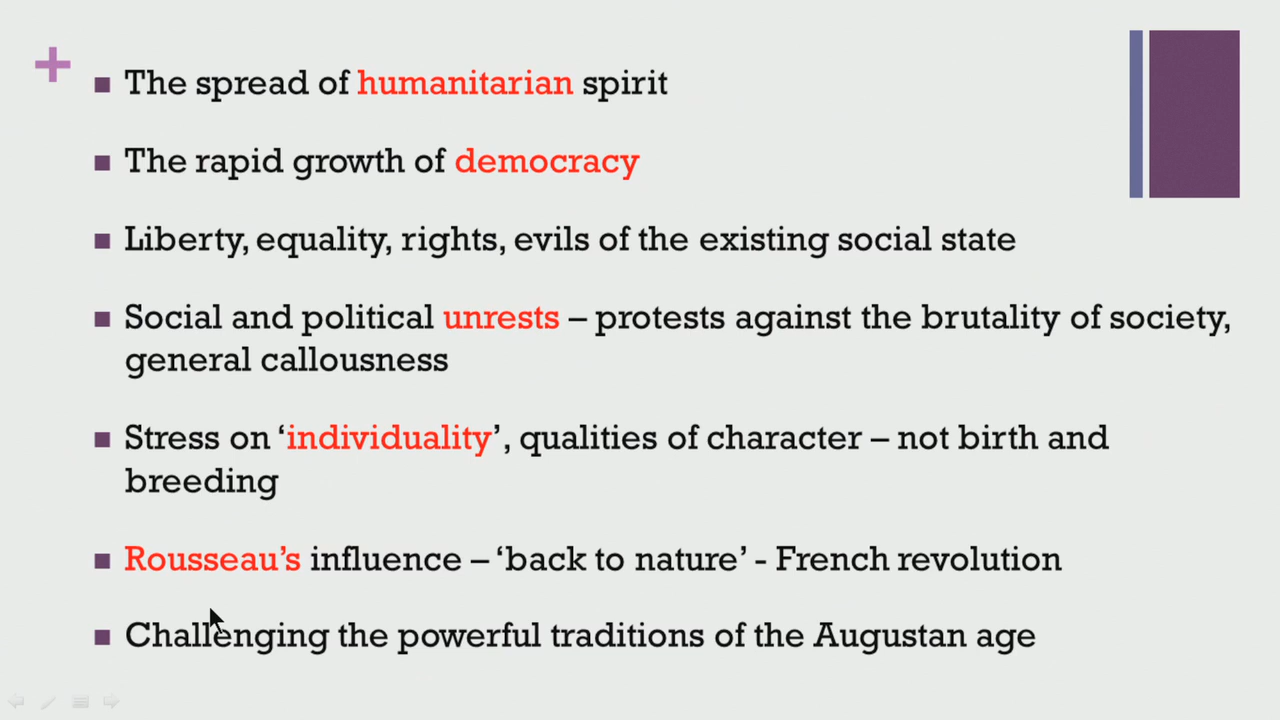 The spread of humanitarian spirit
The rapid growth of democracy
Liberty, equality, rights, evils of the existing social state
Social and political unrests – protests against the brutality of society,
general callousness
Stress on ‘individuality’, qualities of character – not birth and
breeding
Rousseau’s influence – ‘back to nature’ - French revolution
Challenging the powerful traditions of the Augustan age